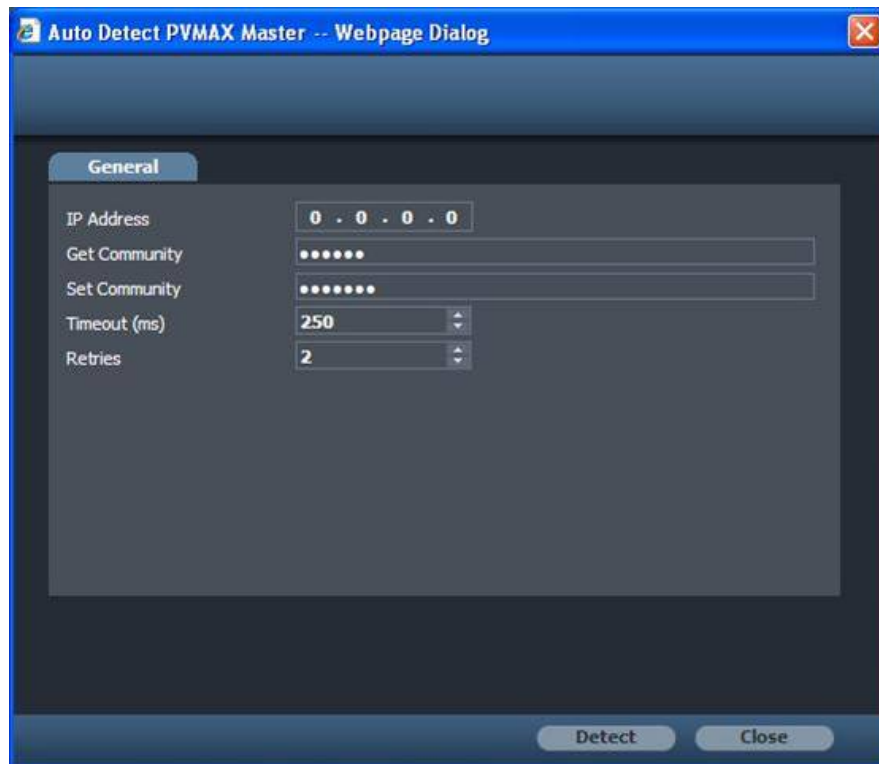 Auto Detect PVMAX Master -- Webpage Dialog
General
IP Address 0 . 0 . 0 . 0
Get Community ••••••
Set Community •••••••
Timeout (ms) 250
Retries 2
Detect Close